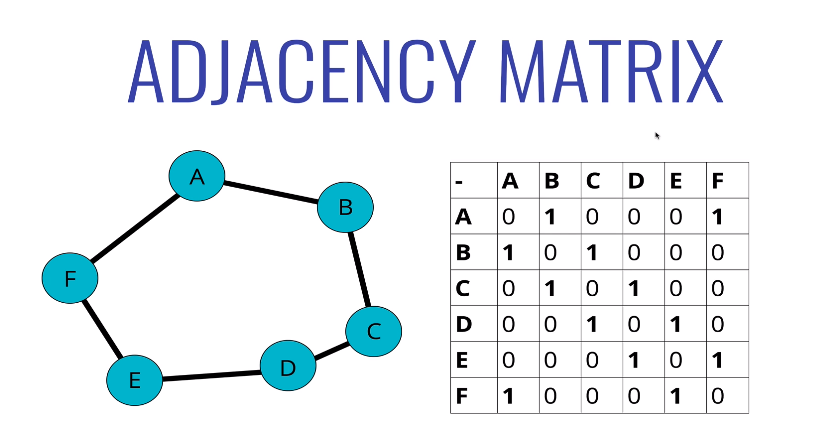 ADJACENCY MATRIX
A
B
F
C
D
E
- A B C D E F
A 0 1 0 0 0 1
B 1 0 1 0 0 0
C 0 1 0 1 0 0
D 0 0 1 0 1 0
E 0 0 0 1 0 1
F 1 0 0 0 1 0